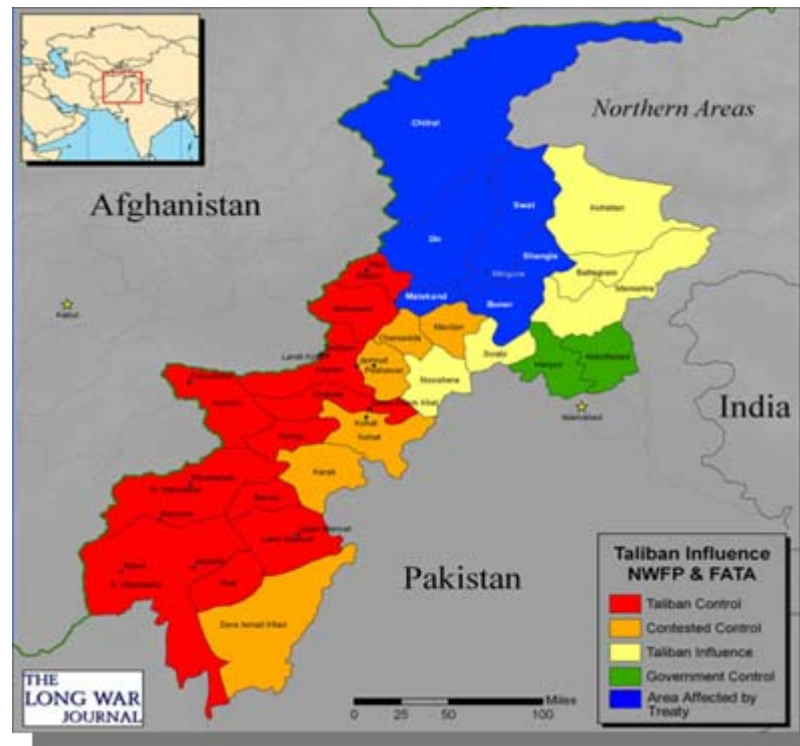 Northern Areas
Afghanistan
Chitral
Swat
Kohistan
Dir
Shangla
Battagram
Mingora
Mansehra
Malakand
Buner
Kabul
Charsadda
Mardan
Swabi
Jamrud
Peshawar
Nowshera
Haripur
Abbottabad
Islamabad
India
Kohat
Kohat
Karak
Bannu
Lakki Marwat
Tank
Dera Ismail Khan
Pakistan
Taliban Influence
NWFP & FATA
Taliban Control
Contested Control
Taliban Influence
Government Control
Area Affected by
Treaty
THE
LONG WAR
JOURNAL
Miles
0 25 50 100